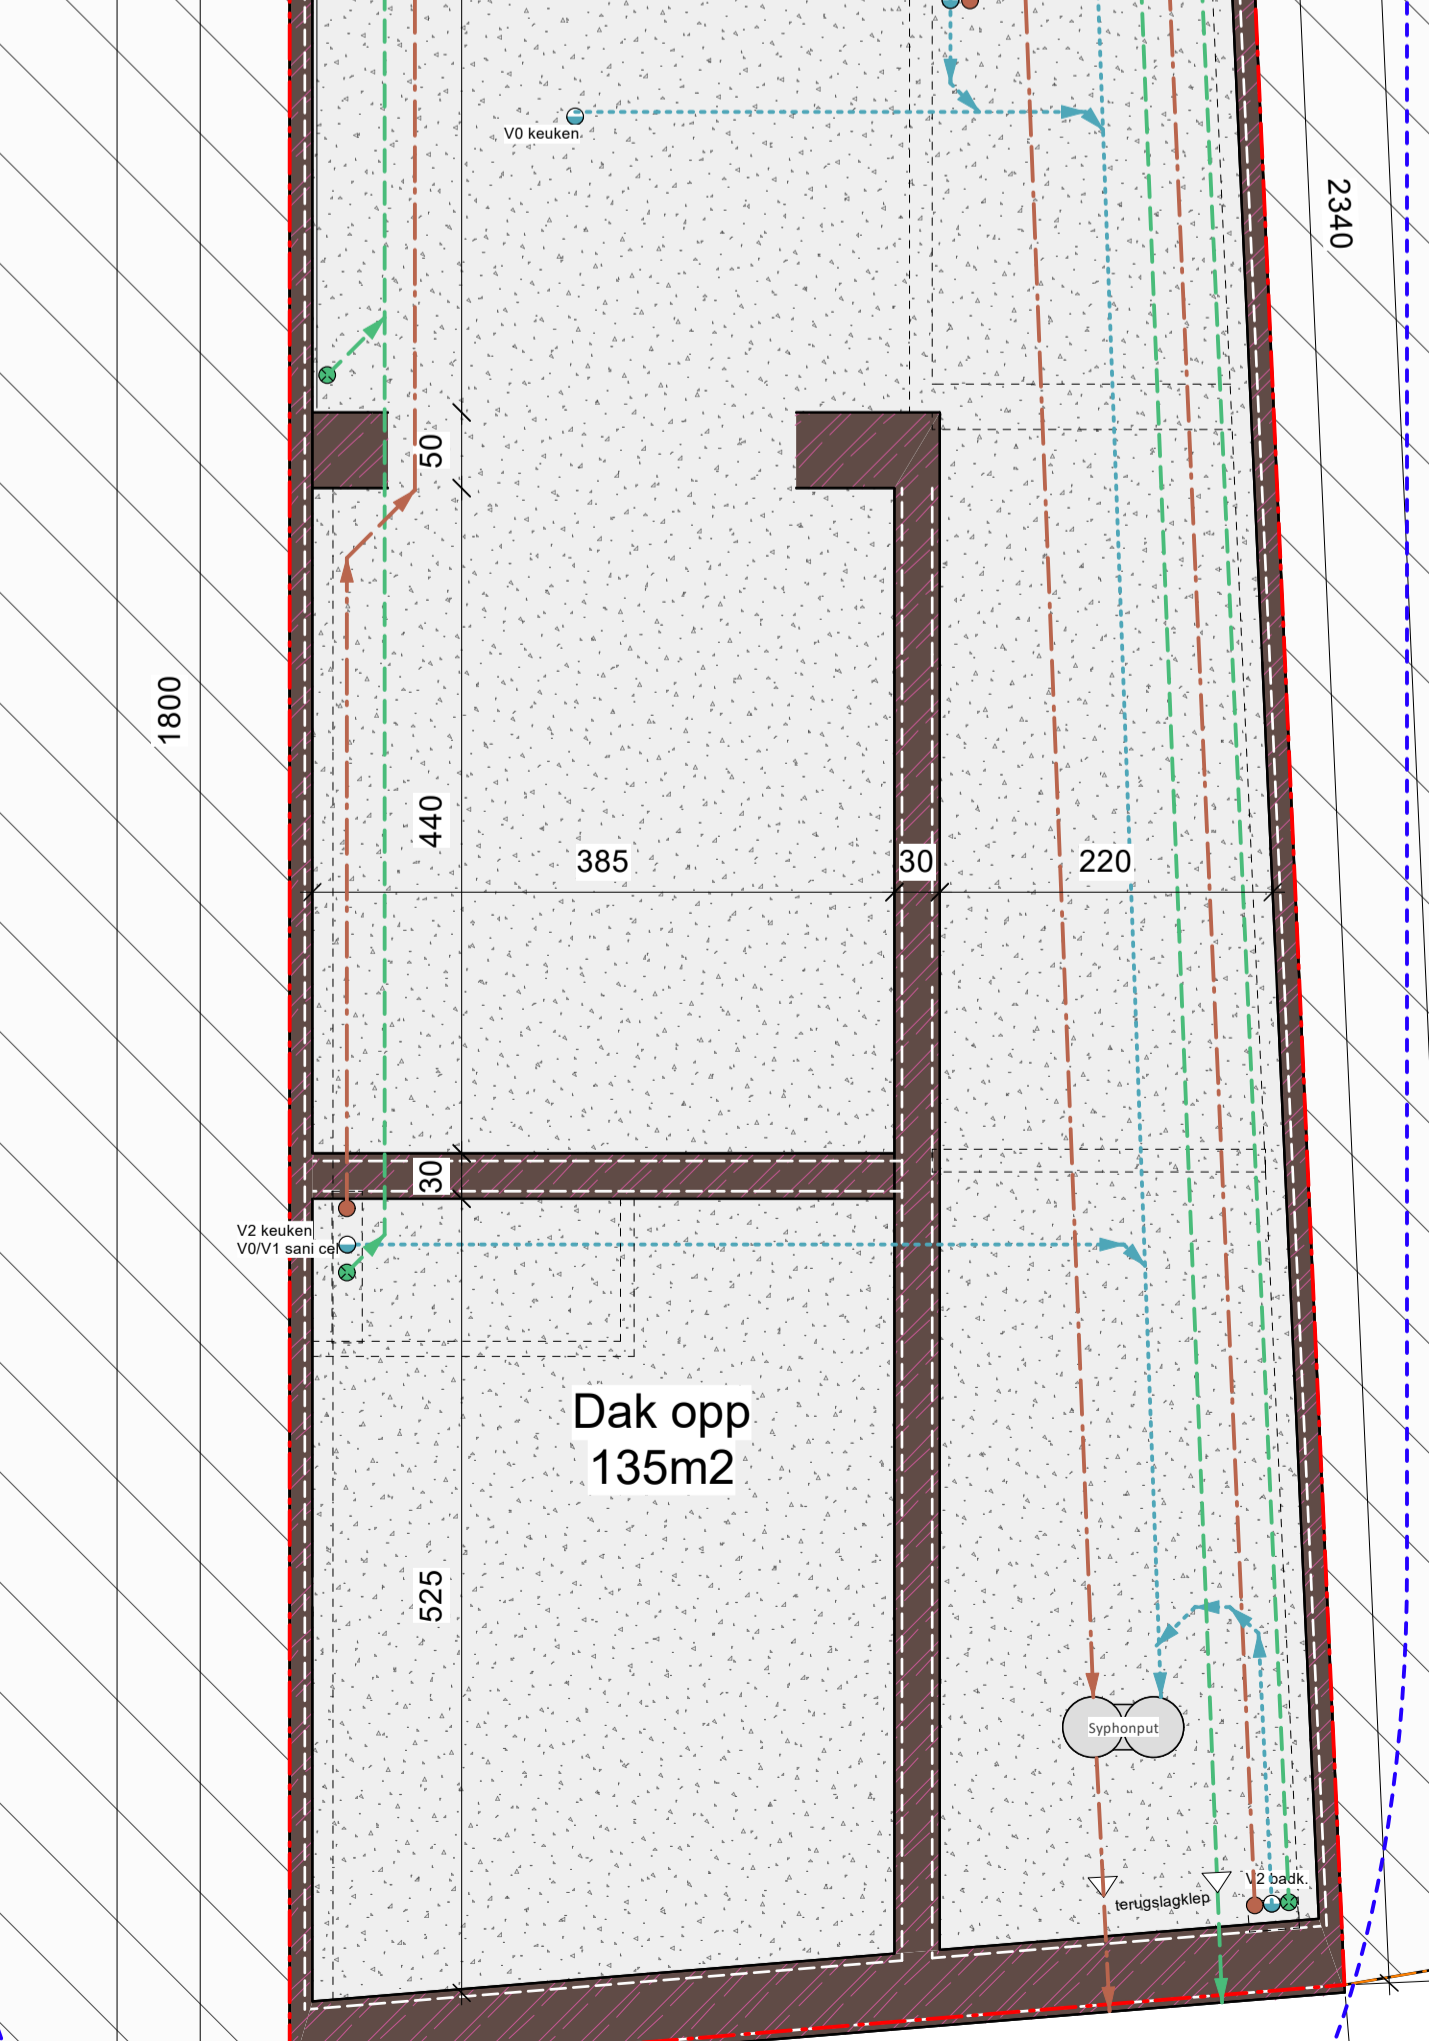 V0 keuken
2340
50
1800
440
385
30
220
30
V2 keuken
V0/V1 sani cel
Dak opp
135m2
525
Syphonput
V2 badk.
terugslagklep